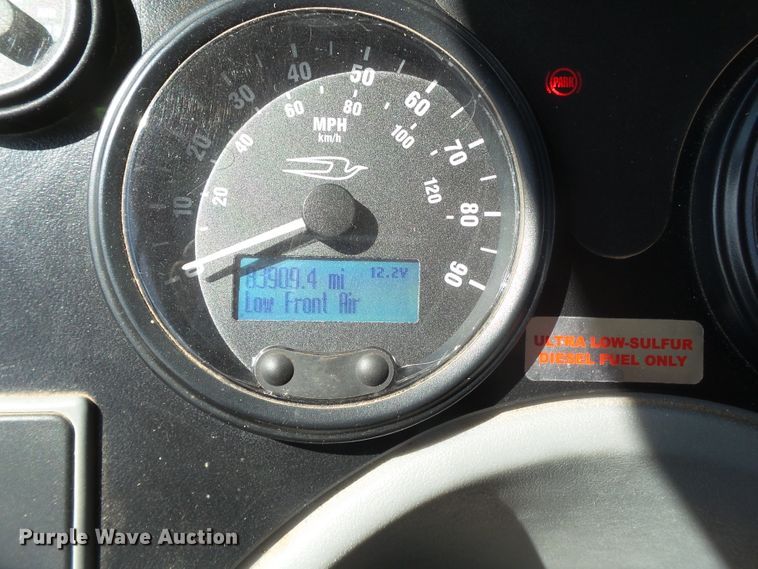 10
20
30
40
50
60
70
80
90
0
20
40
60
80
100
120
MPH
km/h
PARK
83909.4 mi 12.2V
Low Front Air
ULTRA LOW-SULFUR
DIESEL FUEL ONLY
Purple Wave Auction